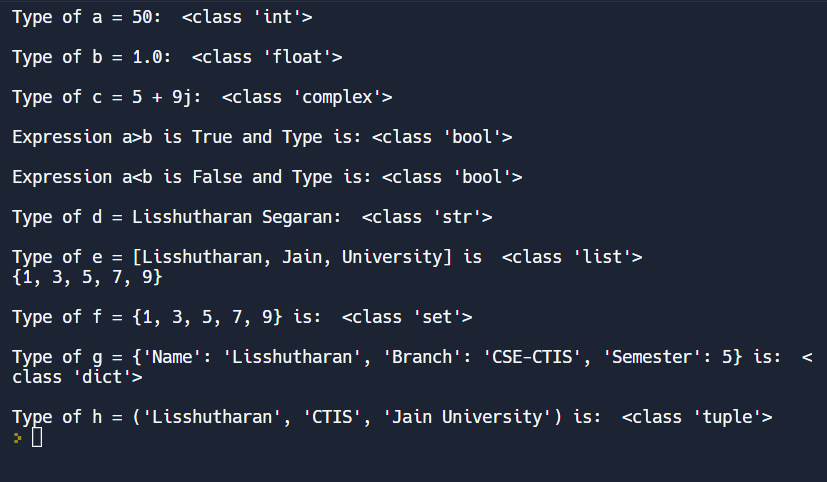 Type of a = 50:  <class 'int'>
Type of b = 1.0:  <class 'float'>
Type of c = 5 + 9j:  <class 'complex'>
Expression a>b is True and Type is: <class 'bool'>
Expression a<b is False and Type is: <class 'bool'>
Type of d = Lisshutharan Segaran:  <class 'str'>
Type of e = [Lisshutharan, Jain, University] is  <class 'list'>
{1, 3, 5, 7, 9}
Type of f = {1, 3, 5, 7, 9} is:  <class 'set'>
Type of g = {'Name': 'Lisshutharan', 'Branch': 'CSE-CTIS', 'Semester': 5} is:  <
class 'dict'>
Type of h = ('Lisshutharan', 'CTIS', 'Jain University') is:  <class 'tuple'>